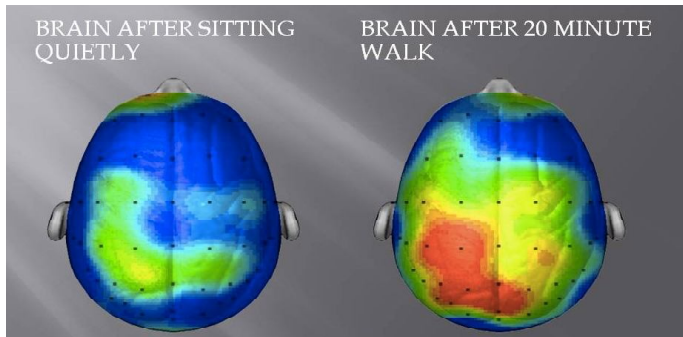 BRAIN AFTER SITTING
QUIETLY
BRAIN AFTER 20 MINUTE
WALK